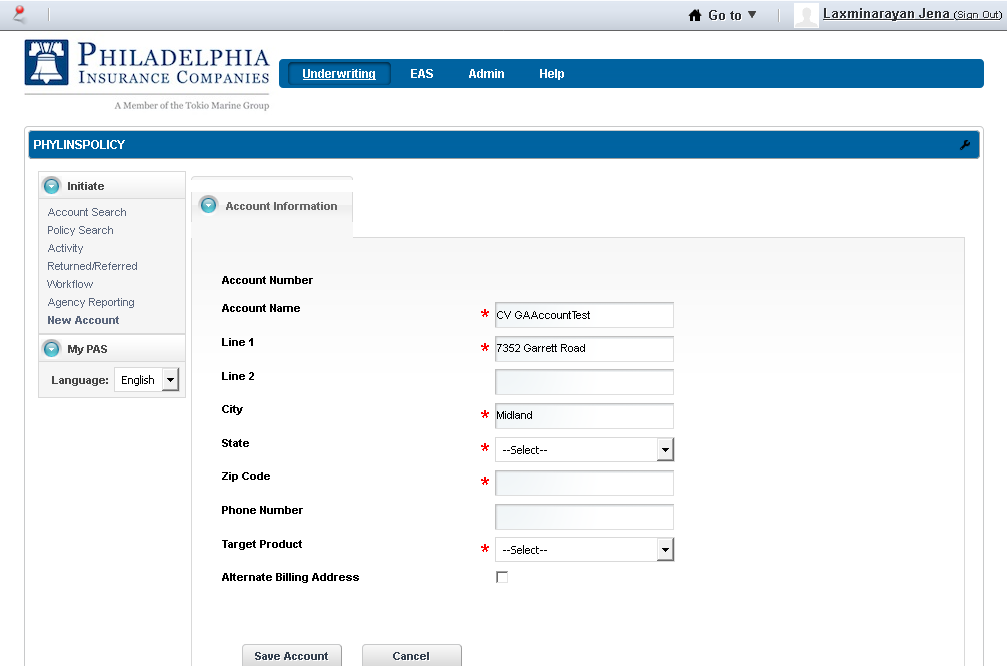 Go to ▼
Laxminarayan Jena (Sign Out)
PHILADELPHIA
INSURANCE COMPANIES
A Member of the Tokio Marine Group
Underwriting EAS Admin Help
PHYLINSPOLICY
Initiate
Account Search
Policy Search
Activity
Returned/Referred
Workflow
Agency Reporting
New Account
My PAS
Language: English
Account Information
Account Number
Account Name * CV GAAccountTest
Line 1 * 7352 Garrett Road
Line 2
City * Midland
State * --Select--
Zip Code *
Phone Number
Target Product * --Select--
Alternate Billing Address
Save Account Cancel